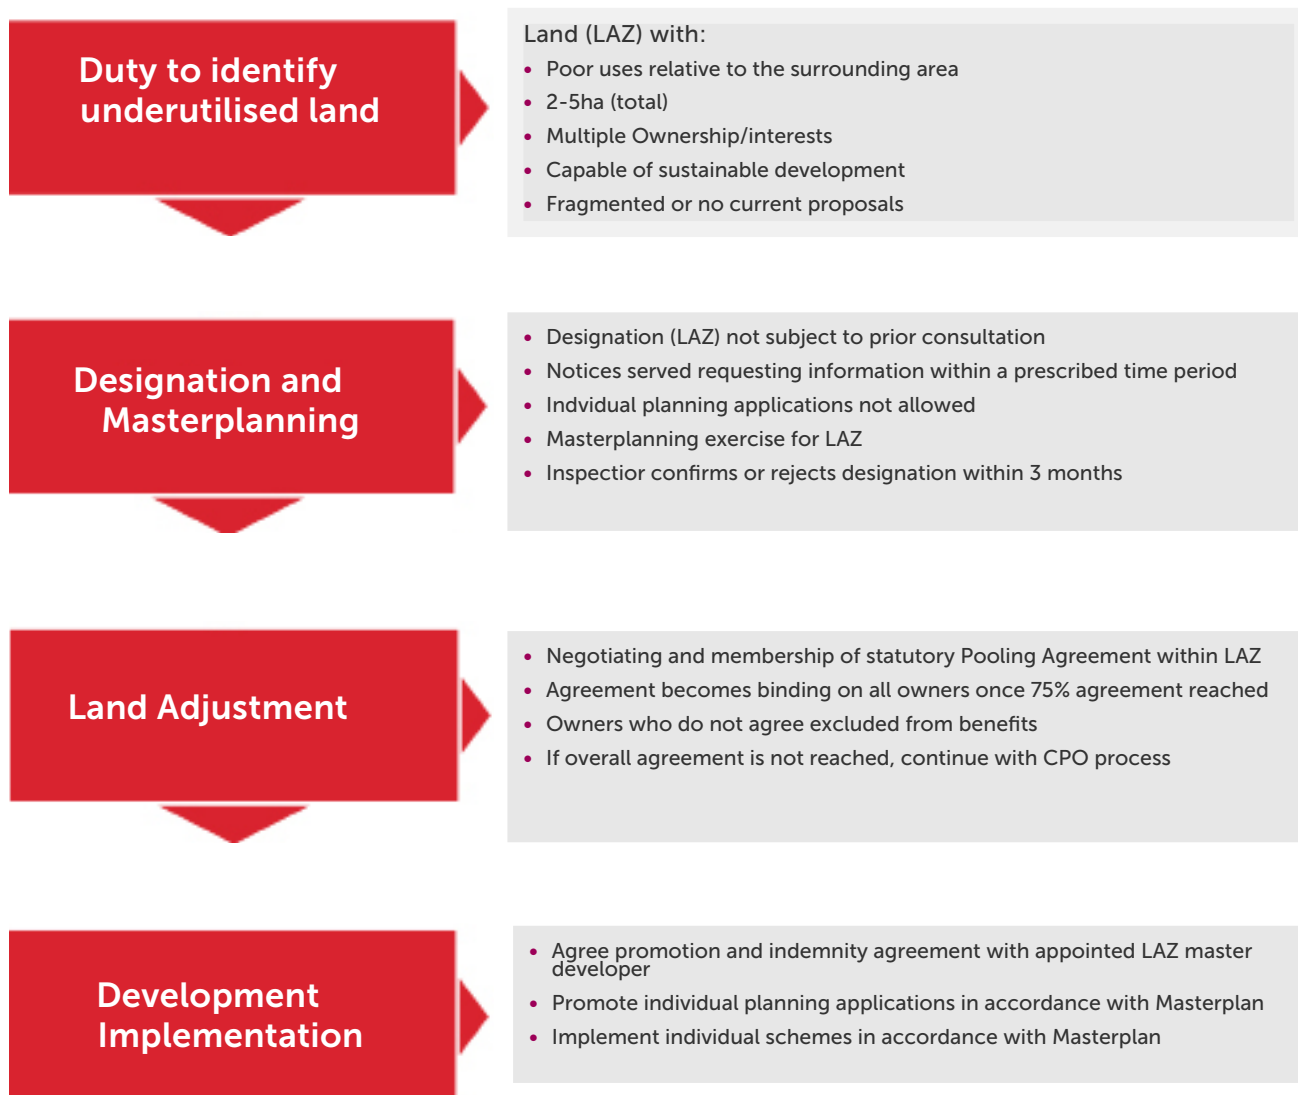 Duty to identify
underutilised land
Land (LAZ) with:
• Poor uses relative to the surrounding area
• 2-5ha (total)
• Multiple Ownership/interests
• Capable of sustainable development
• Fragmented or no current proposals
Designation and
Masterplanning
• Designation (LAZ) not subject to prior consultation
• Notices served requesting information within a prescribed time period
• Indvidual planning applications not allowed
• Masterplanning exercise for LAZ
• Inspectior confirms or rejects designation within 3 months
Land Adjustment
• Negotiating and membership of statutory Pooling Agreement within LAZ
• Agreement becomes binding on all owners once 75% agreement reached
• Owners who do not agree excluded from benefits
• If overall agreement is not reached, continue with CPO process
Development
Implementation
• Agree promotion and indemnity agreement with appointed LAZ master
developer
• Promote individual planning applications in accordance with Masterplan
• Implement individual schemes in accordance with Masterplan